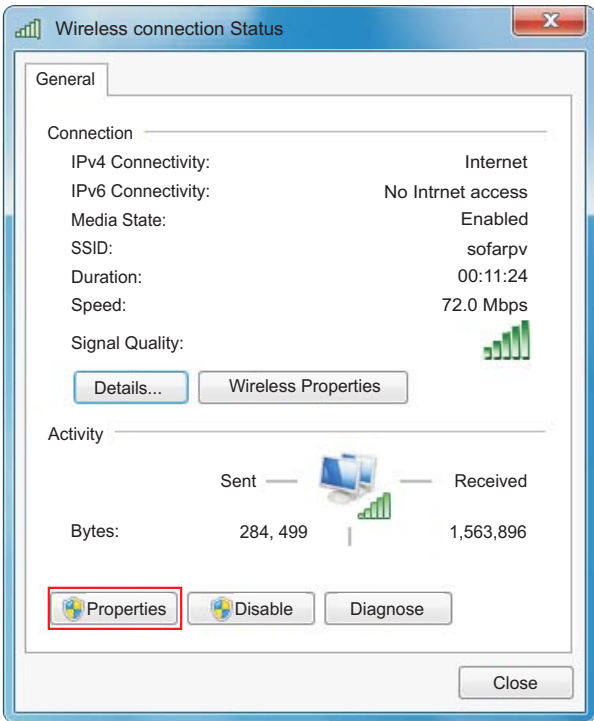 Wireless connection Status
x
General
Connection
IPv4 Connectivity: Internet
IPv6 Connectivity: No Intrnet access
Media State: Enabled
SSID: sofarpv
Duration: 00:11:24
Speed: 72.0 Mbps
Signal Quality:
Details... Wireless Properties
Activity
Sent Received
Bytes: 284, 499 1,563,896
Properties Disable Diagnose
Close